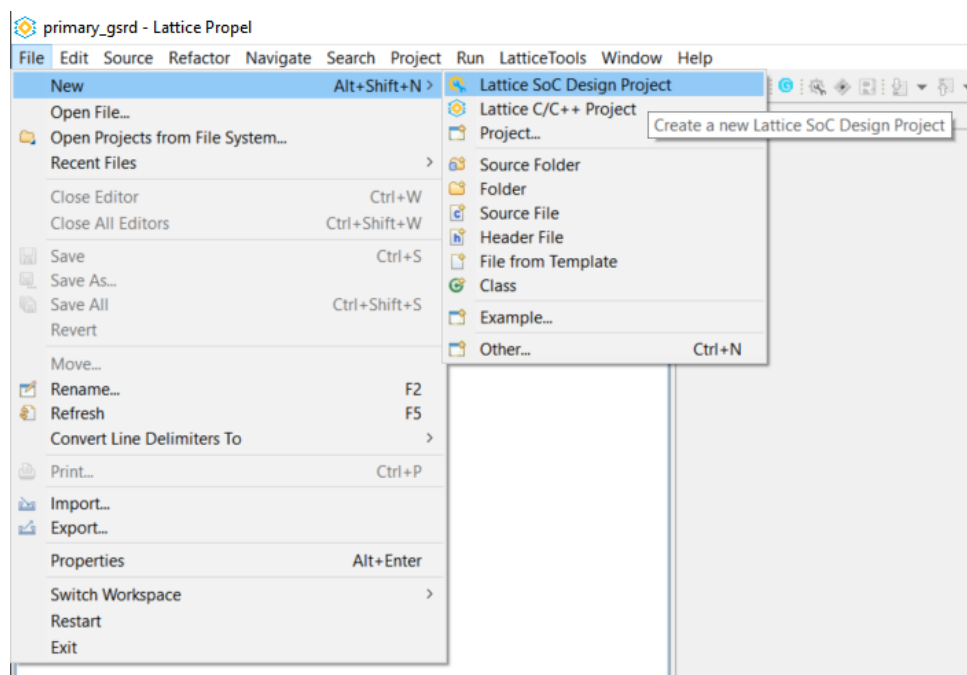 primary_gsrd - Lattice Propel
File Edit Source Refactor Navigate Search Project Run LatticeTools Window Help
New Alt+Shift+N >
Open File...
Open Projects from File System...
Recent Files >
Close Editor Ctrl+W
Close All Editors Ctrl+Shift+W
Save Ctrl+S
Save As...
Save All Ctrl+Shift+S
Revert
Move...
Rename... F2
Refresh F5
Convert Line Delimiters To >
Print... Ctrl+P
Import...
Export...
Properties Alt+Enter
Switch Workspace >
Restart
Exit
Lattice SoC Design Project
Lattice C/C++ Project
Project...
Create a new Lattice SoC Design Project
Source Folder
Folder
Source File
Header File
File from Template
Class
Example...
Other... Ctrl+N